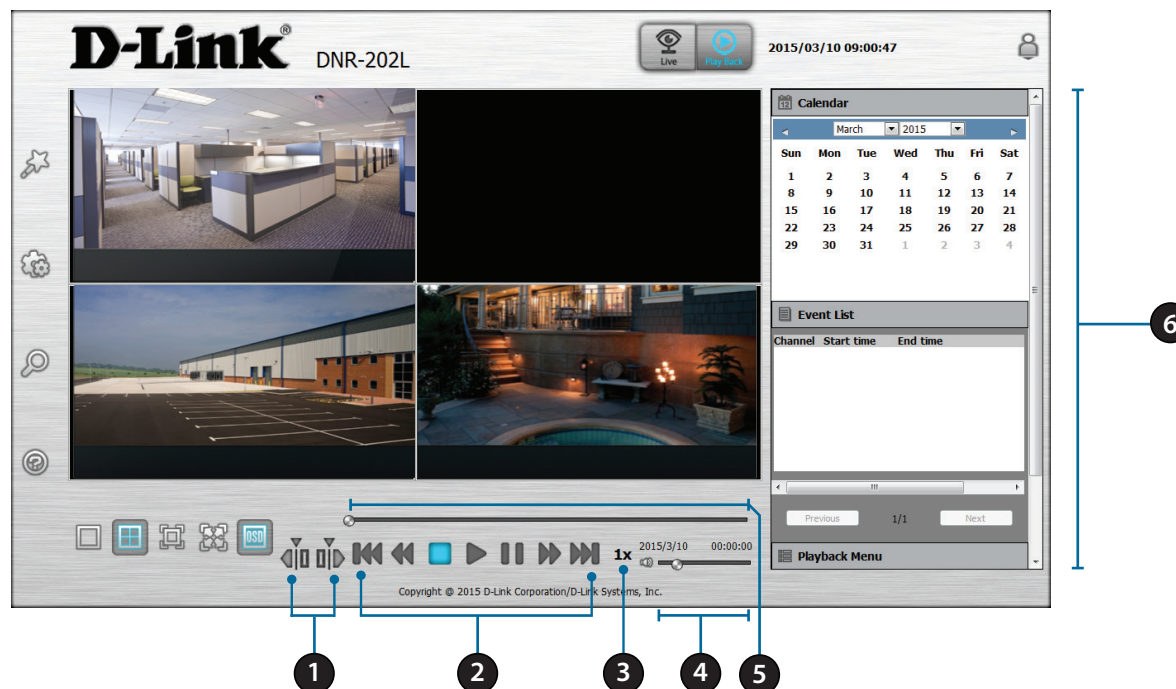 D-Link® DNR-202L
Live
Play Back
2015/03/10 09:00:47
12 Calendar
March 2015
Sun Mon Tue Wed Thu Fri Sat
1 2 3 4 5 6 7
8 9 10 11 12 13 14
15 16 17 18 19 20 21
22 23 24 25 26 27 28
29 30 31 1 2 3 4
Event List
Channel Start time End time
Previous 1/1 Next
Playback Menu
OSD
1x
2015/3/10 00:00:00
Copyright @ 2015 D-Link Corporation/D-Link Systems, Inc.
1 2 3 4 5
6